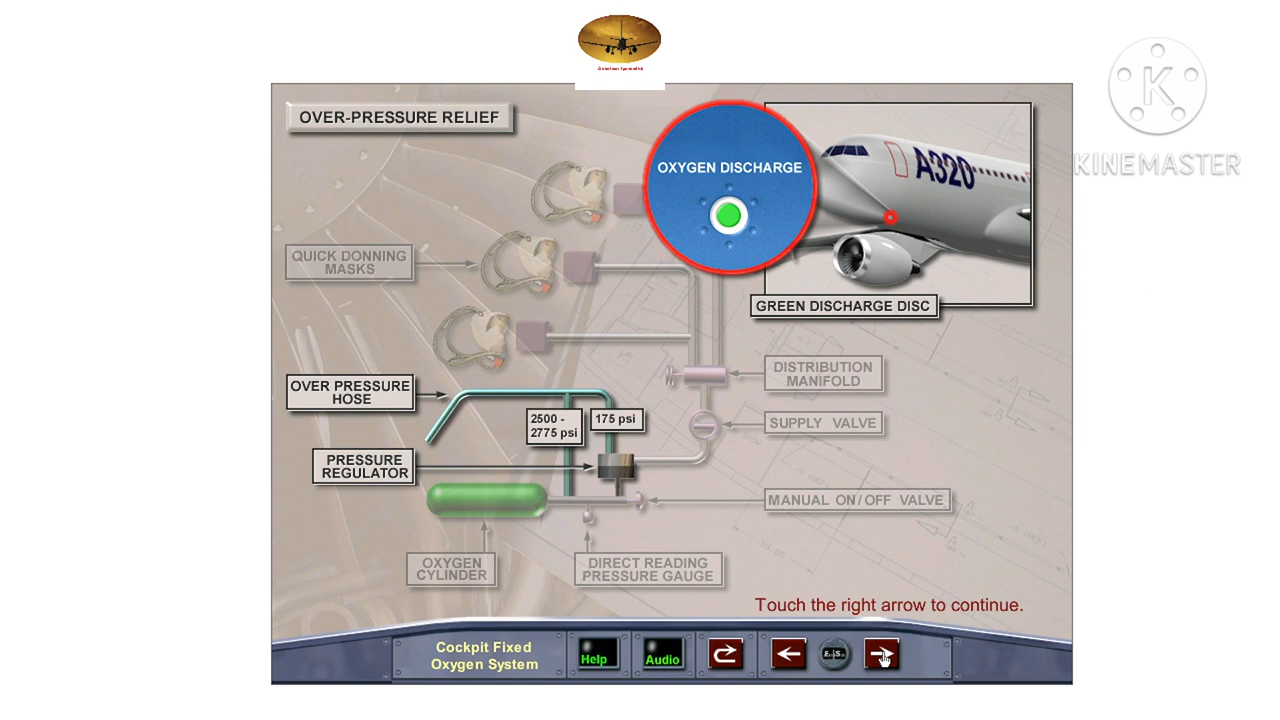 KINEMASTER
OVER-PRESSURE RELIEF
OXYGEN DISCHARGE
A320
GREEN DISCHARGE DISC
QUICK DONNING
MASKS
DISTRIBUTION
MANIFOLD
OVER PRESSURE
HOSE
2500 -
2775 psi
175 psi
SUPPLY VALVE
PRESSURE
REGULATOR
MANUAL ON/OFF VALVE
OXYGEN
CYLINDER
DIRECT READING
PRESSURE GAUGE
Touch the right arrow to continue.
Cockpit Fixed
Oxygen System
Help
Audio